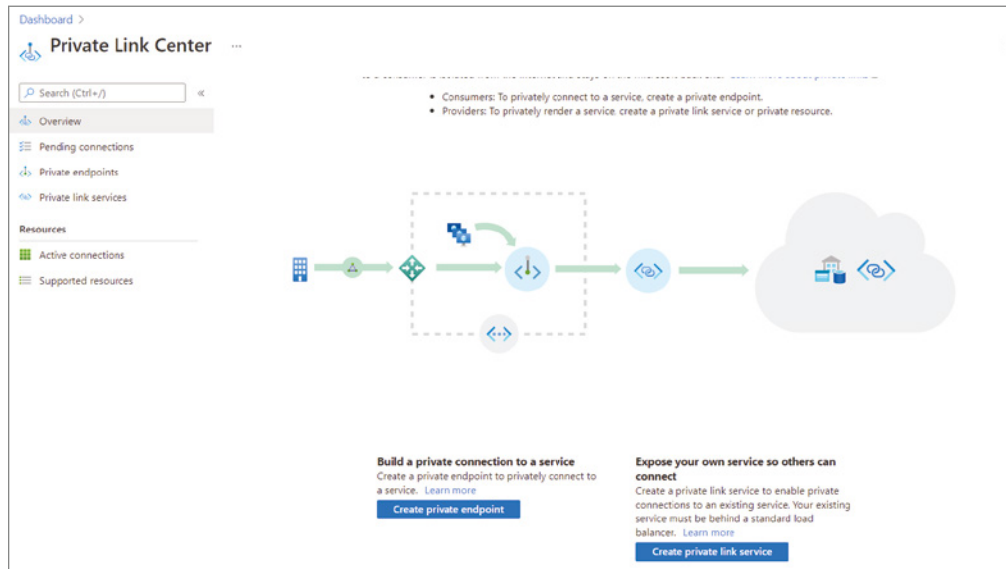 Dashboard >
Private Link Center ...
Search (Ctrl+/)
«
Overview
Pending connections
Private endpoints
Private link services
Resources
Active connections
Supported resources
• Consumers: To privately connect to a service, create a private endpoint.
• Providers: To privately render a service, create a private link service or private resource.
Build a private connection to a service
Create a private endpoint to privately connect to
a service. Learn more
Create private endpoint
Expose your own service so others can
connect
Create a private link service to enable private
connections to an existing service. Your existing
service must be behind a standard load
balancer. Learn more
Create private link service